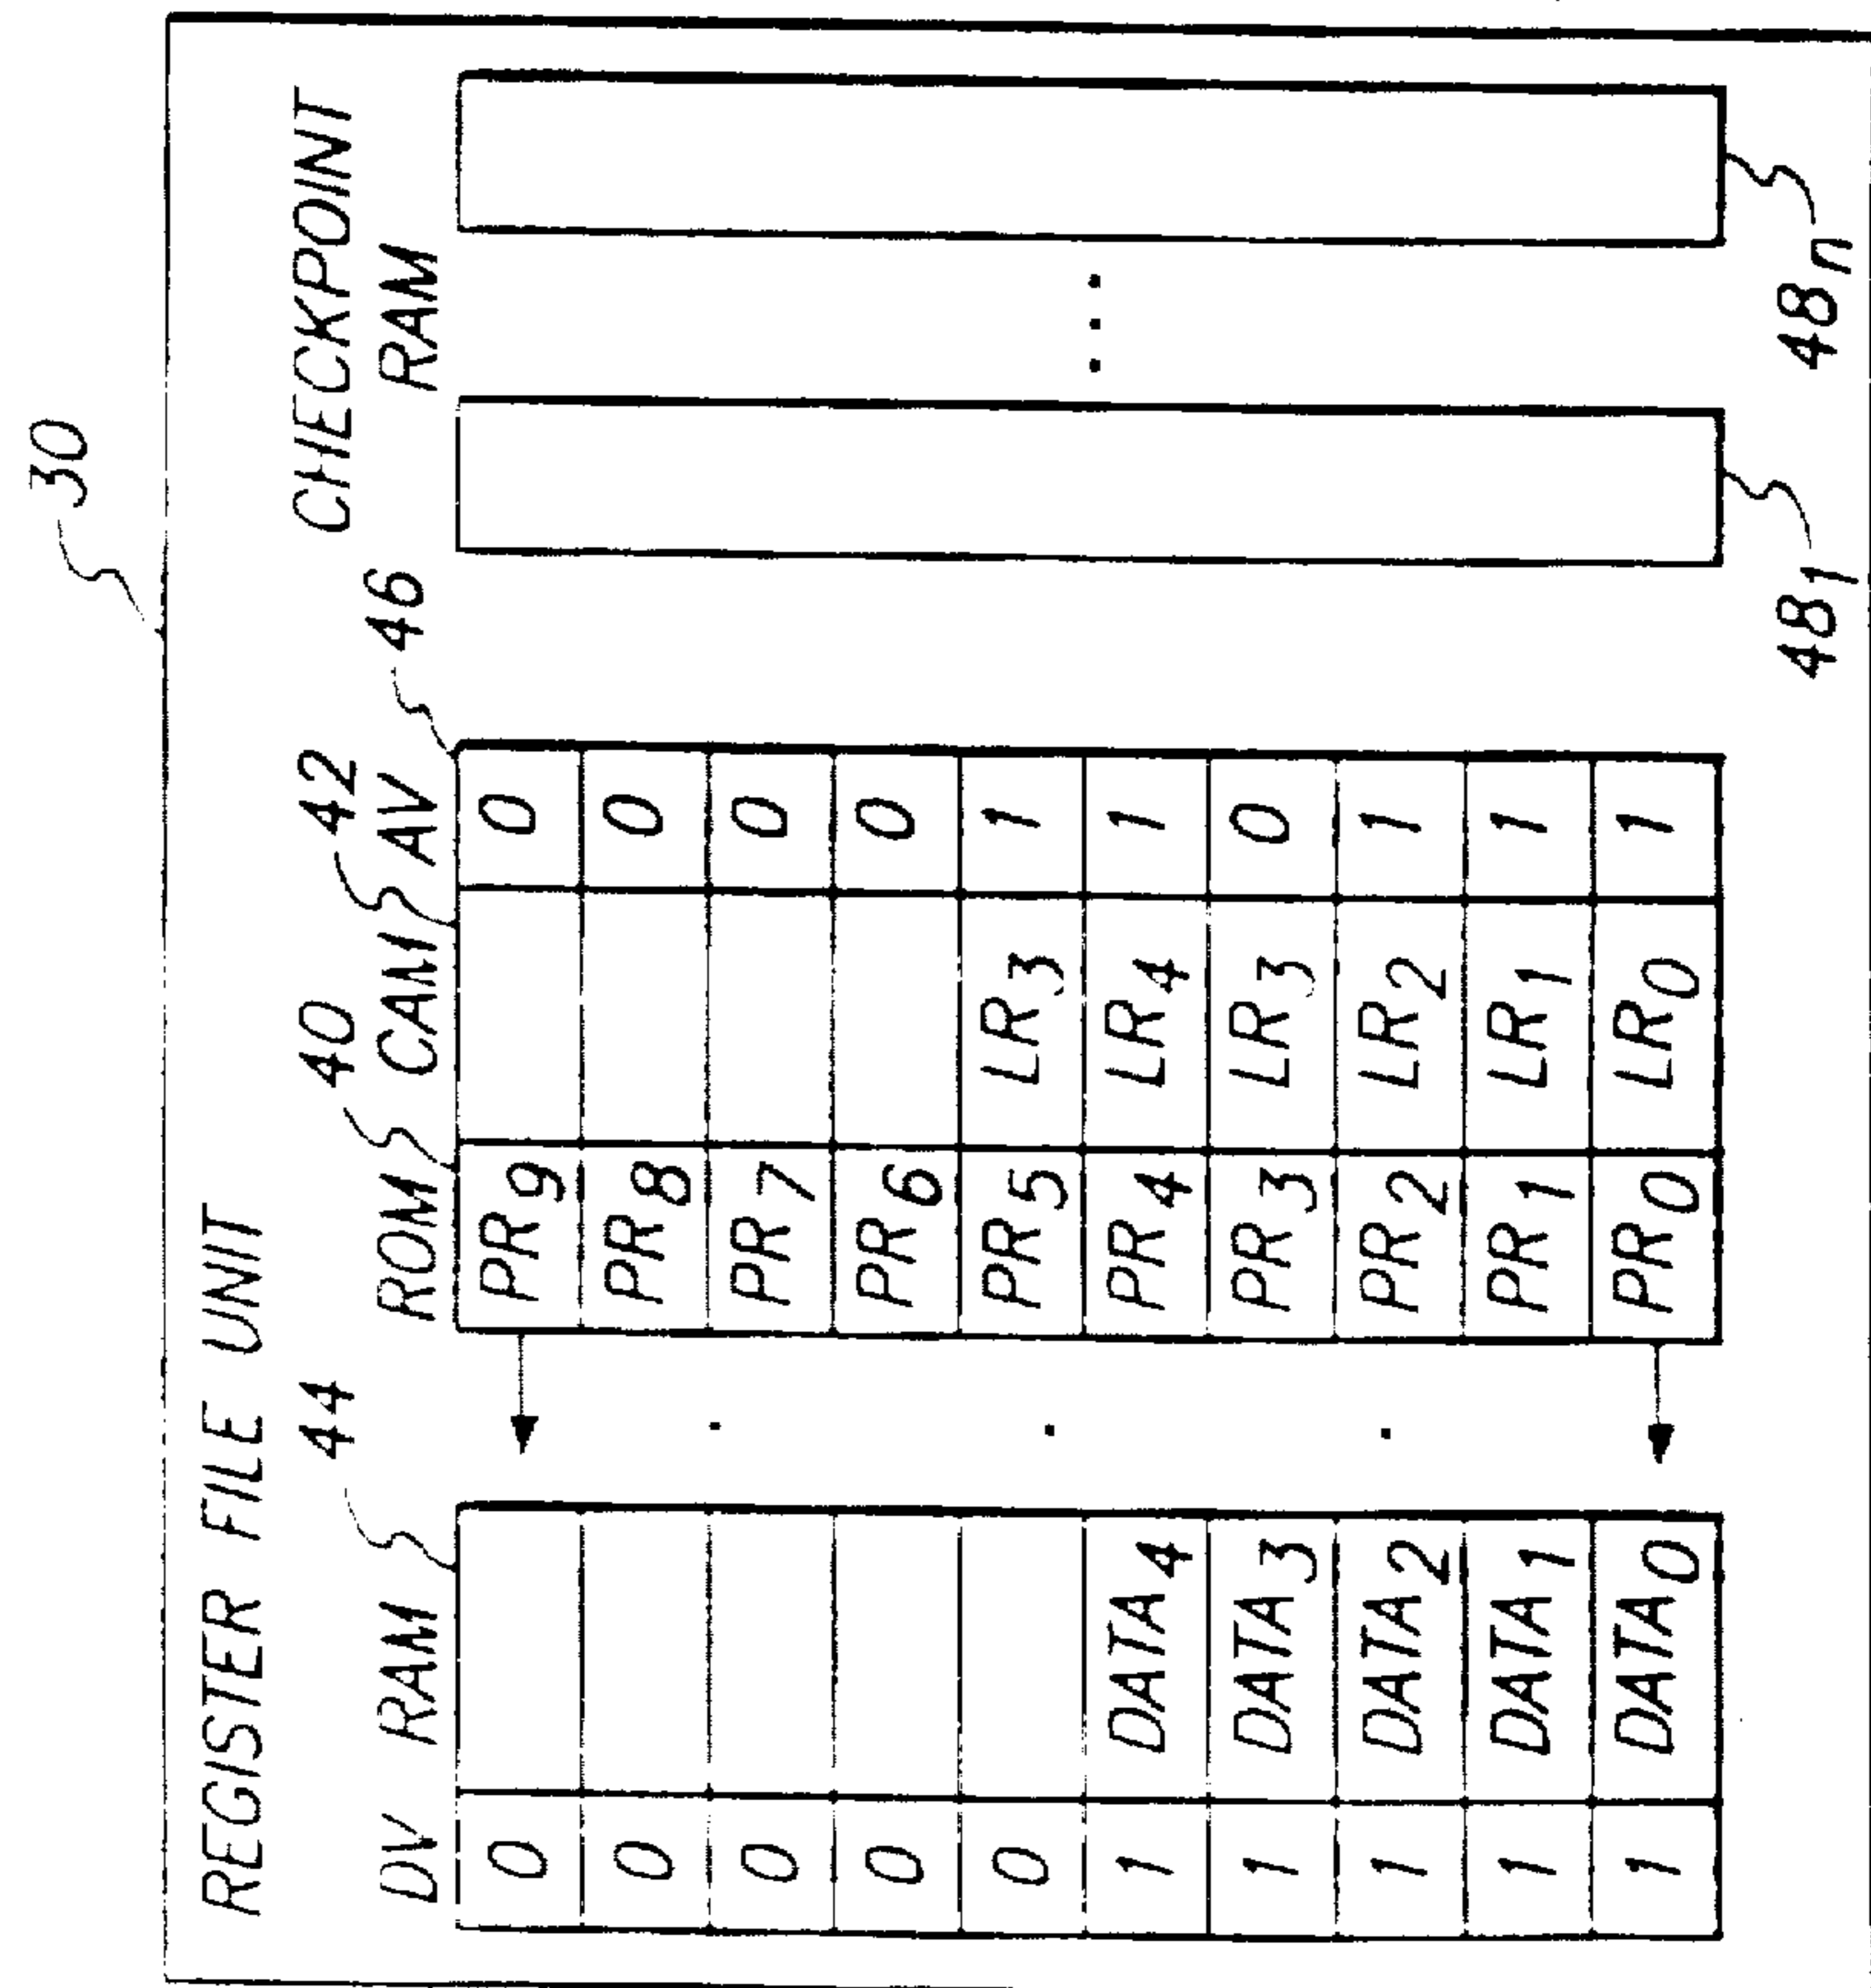 30
REGISTER FILE UNIT
44 40 42 46 CHECKPOINT
DV RAM ROM CAM AV RAM
0 PR9 0
0 PR8 0
0 PR7 0
0 PR6 0
0 PR5 LR3 1
1 DATA4 PR4 LR4 1
1 DATA3 PR3 LR3 0
1 DATA2 PR2 LR2 1
1 DATA1 PR1 LR1 1
1 DATA0 PR0 LR0 1
481 48n